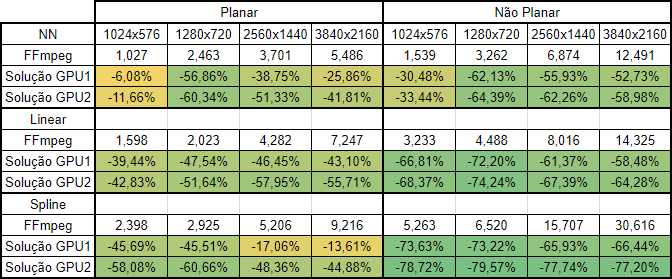 Planar Não Planar
NN 1024x576 1280x720 2560x1440 3840x2160 1024x576 1280x720 2560x1440 3840x2160
FFmpeg 1,027 2,463 3,701 5,486 1,539 3,262 6,874 12,491
Solução GPU1 -6,08% -56,86% -38,75% -25,86% -30,48% -62,13% -55,93% -52,73%
Solução GPU2 -11,66% -60,34% -51,33% -41,81% -33,44% -64,39% -62,26% -58,98%
Linear
FFmpeg 1,598 2,023 4,282 7,247 3,233 4,488 8,016 14,325
Solução GPU1 -39,44% -47,54% -46,45% -43,10% -66,81% -72,20% -61,37% -58,48%
Solução GPU2 -42,83% -51,64% -57,95% -55,71% -68,37% -74,24% -67,39% -64,28%
Spline
FFmpeg 2,398 2,925 5,206 9,216 5,263 6,520 15,707 30,616
Solução GPU1 -45,69% -45,51% -17,06% -13,61% -73,63% -73,22% -65,93% -66,44%
Solução GPU2 -58,08% -60,66% -48,36% -44,88% -78,72% -79,57% -77,74% -77,20%